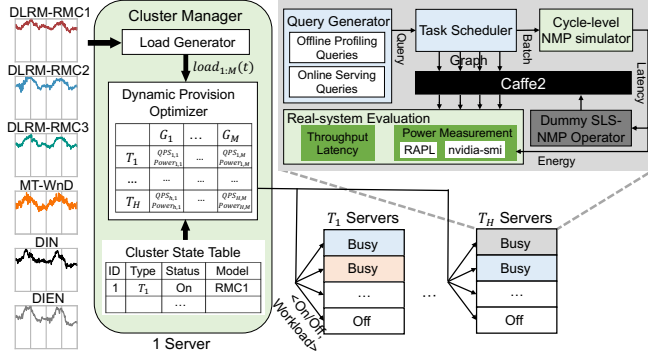 DLRM-RMC1
DLRM-RMC2
DLRM-RMC3
MT-WnD
DIN
DIEN
Cluster Manager
Load Generator
load1:M(t)
Dynamic Provision
Optimizer
G1 ... GM
T1 QPS1,1 ... QPS1,M
Power1,1 Power1,M
... ... ...
TH QPSh,1 ... QPSH,M
Powerh,1 PowerH,M
Cluster State Table
ID Type Status Model
1 T1 On RMC1
...
1 Server
Query Generator
Offline Profiling
Queries
Online Serving
Queries
Query
Task Scheduler
Batch
Cycle-level
NMP simulator
Graph
Caffe2
Latency
Real-system Evaluation
Throughput
Latency
Power Measurement
RAPL nvidia-smi
Dummy SLS-
NMP Operator
Energy
<On/Off,
Workload>
T1 Servers
Busy
Busy
...
Off
...
TH Servers
Busy
Busy
...
Off